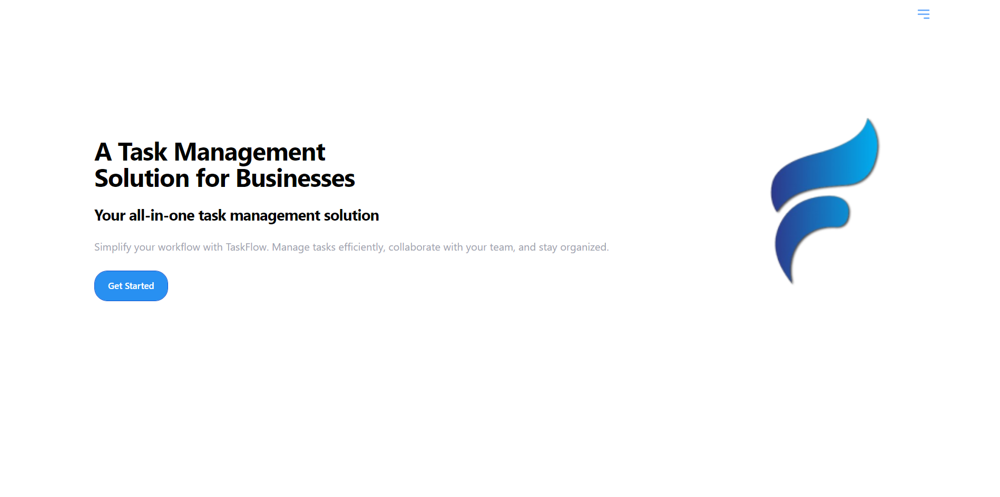 A Task Management
Solution for Businesses
Your all-in-one task management solution
Simplify your workflow with TaskFlow. Manage tasks efficiently, collaborate with your team, and stay organized.
Get Started